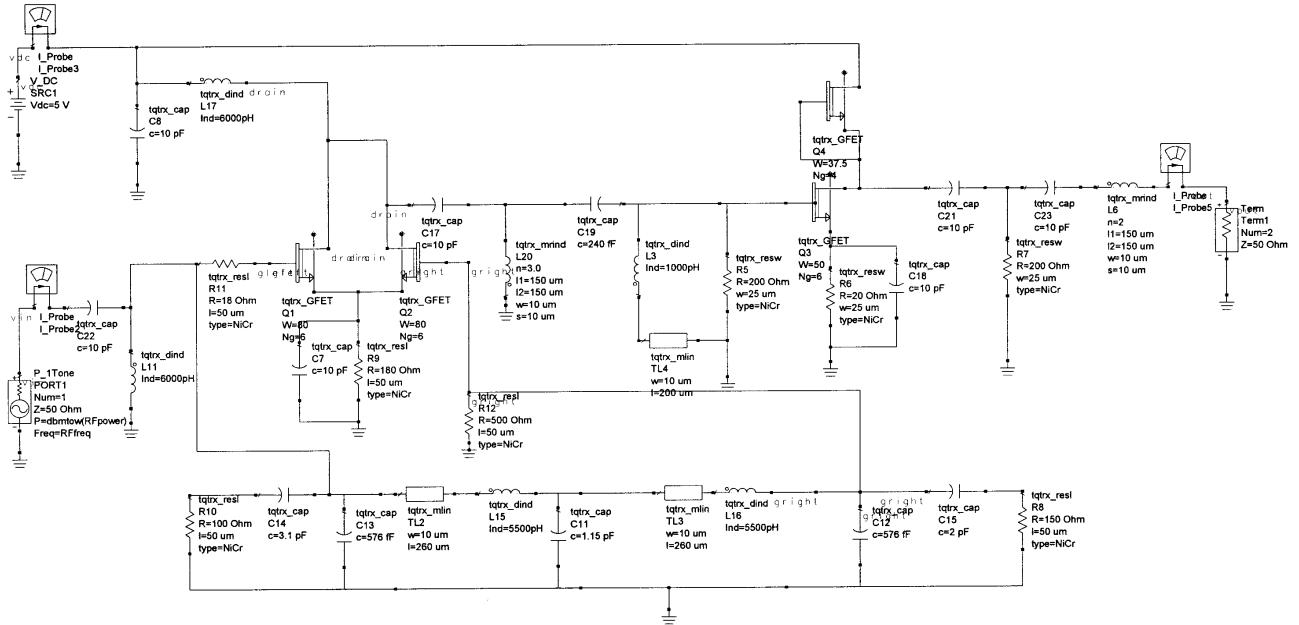 vdc
I_Probe
I_Probe3
V_DC
SRC1
Vdc=5 V
tqtrx_cap
C8
c=10 pF
tqtrx_dind
L17
Ind=6000pH
drain
tqtrx_GFET
Q4
W=37.5
Ng=4
drain
tqtrx_cap
C17
c=10 pF
tqtrx_cap
C19
c=240 fF
tqtrx_mrind
L20
n=3.0
l1=150 um
l2=150 um
w=10 um
s=10 um
tqtrx_dind
L3
Ind=1000pH
tqtrx_resw
R5
R=200 Ohm
w=25 um
type=NiCr
tqtrx_mlin
TL4
w=10 um
l=200 um
tqtrx_GFET
Q3
W=50
Ng=6
tqtrx_resw
R6
R=20 Ohm
w=25 um
type=NiCr
tqtrx_cap
C18
c=10 pF
tqtrx_cap
C21
c=10 pF
tqtrx_cap
C23
c=10 pF
tqtrx_resw
R7
R=200 Ohm
w=25 um
type=NiCr
tqtrx_mrind
L6
n=2
l1=150 um
l2=150 um
w=10 um
s=10 um
I_Probe
I_Probe5
Term
Term1
Num=2
Z=50 Ohm
vin
I_Probe
I_Probe2
tqtrx_cap
C22
c=10 pF
P_1Tone
PORT1
Num=1
Z=50 Ohm
P=dbmtow(RFpower)
Freq=RFfreq
tqtrx_dind
L11
Ind=6000pH
tqtrx_resl
R11
R=18 Ohm
l=50 um
type=NiCr
gleft
gright
gright
tqtrx_GFET
Q1
W=80
Ng=6
tqtrx_GFET
Q2
W=80
Ng=6
tqtrx_cap
C7
c=10 pF
tqtrx_resl
R9
R=180 Ohm
l=50 um
type=NiCr
tqtrx_resl
gright
R12
R=500 Ohm
l=50 um
type=NiCr
tqtrx_resl
R10
R=100 Ohm
l=50 um
type=NiCr
tqtrx_cap
C14
c=3.1 pF
tqtrx_cap
C13
c=576 fF
tqtrx_mlin
TL2
w=10 um
l=260 um
tqtrx_dind
L15
Ind=5500pH
tqtrx_cap
C11
c=1.15 pF
tqtrx_mlin
TL3
w=10 um
l=260 um
tqtrx_dind
L16
Ind=5500pH
gright
gright
tqtrx_cap
gright
C12
c=576 fF
tqtrx_cap
C15
c=2 pF
tqtrx_resl
R8
R=150 Ohm
l=50 um
type=NiCr